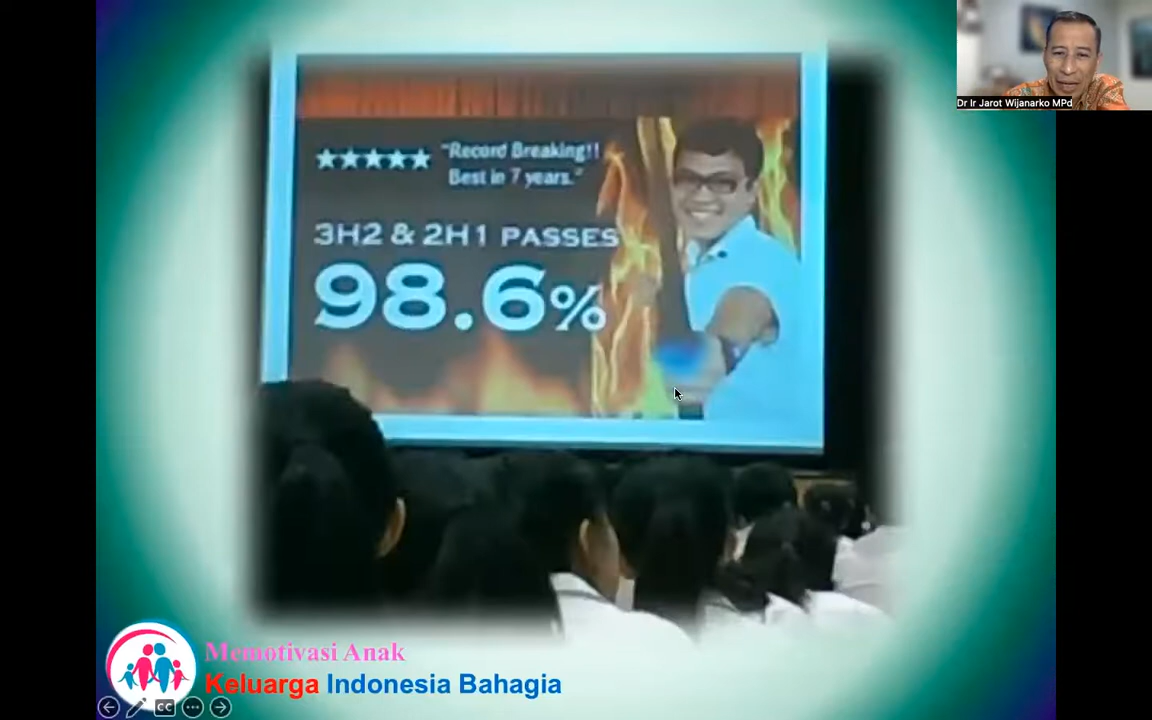 Dr Ir Jarot Wijanarko MPd
"Record Breaking!!
Best in 7 years."
3H2 & 2H1 PASSES
98.6%
Memotivasi Anak
Keluarga Indonesia Bahagia
CC